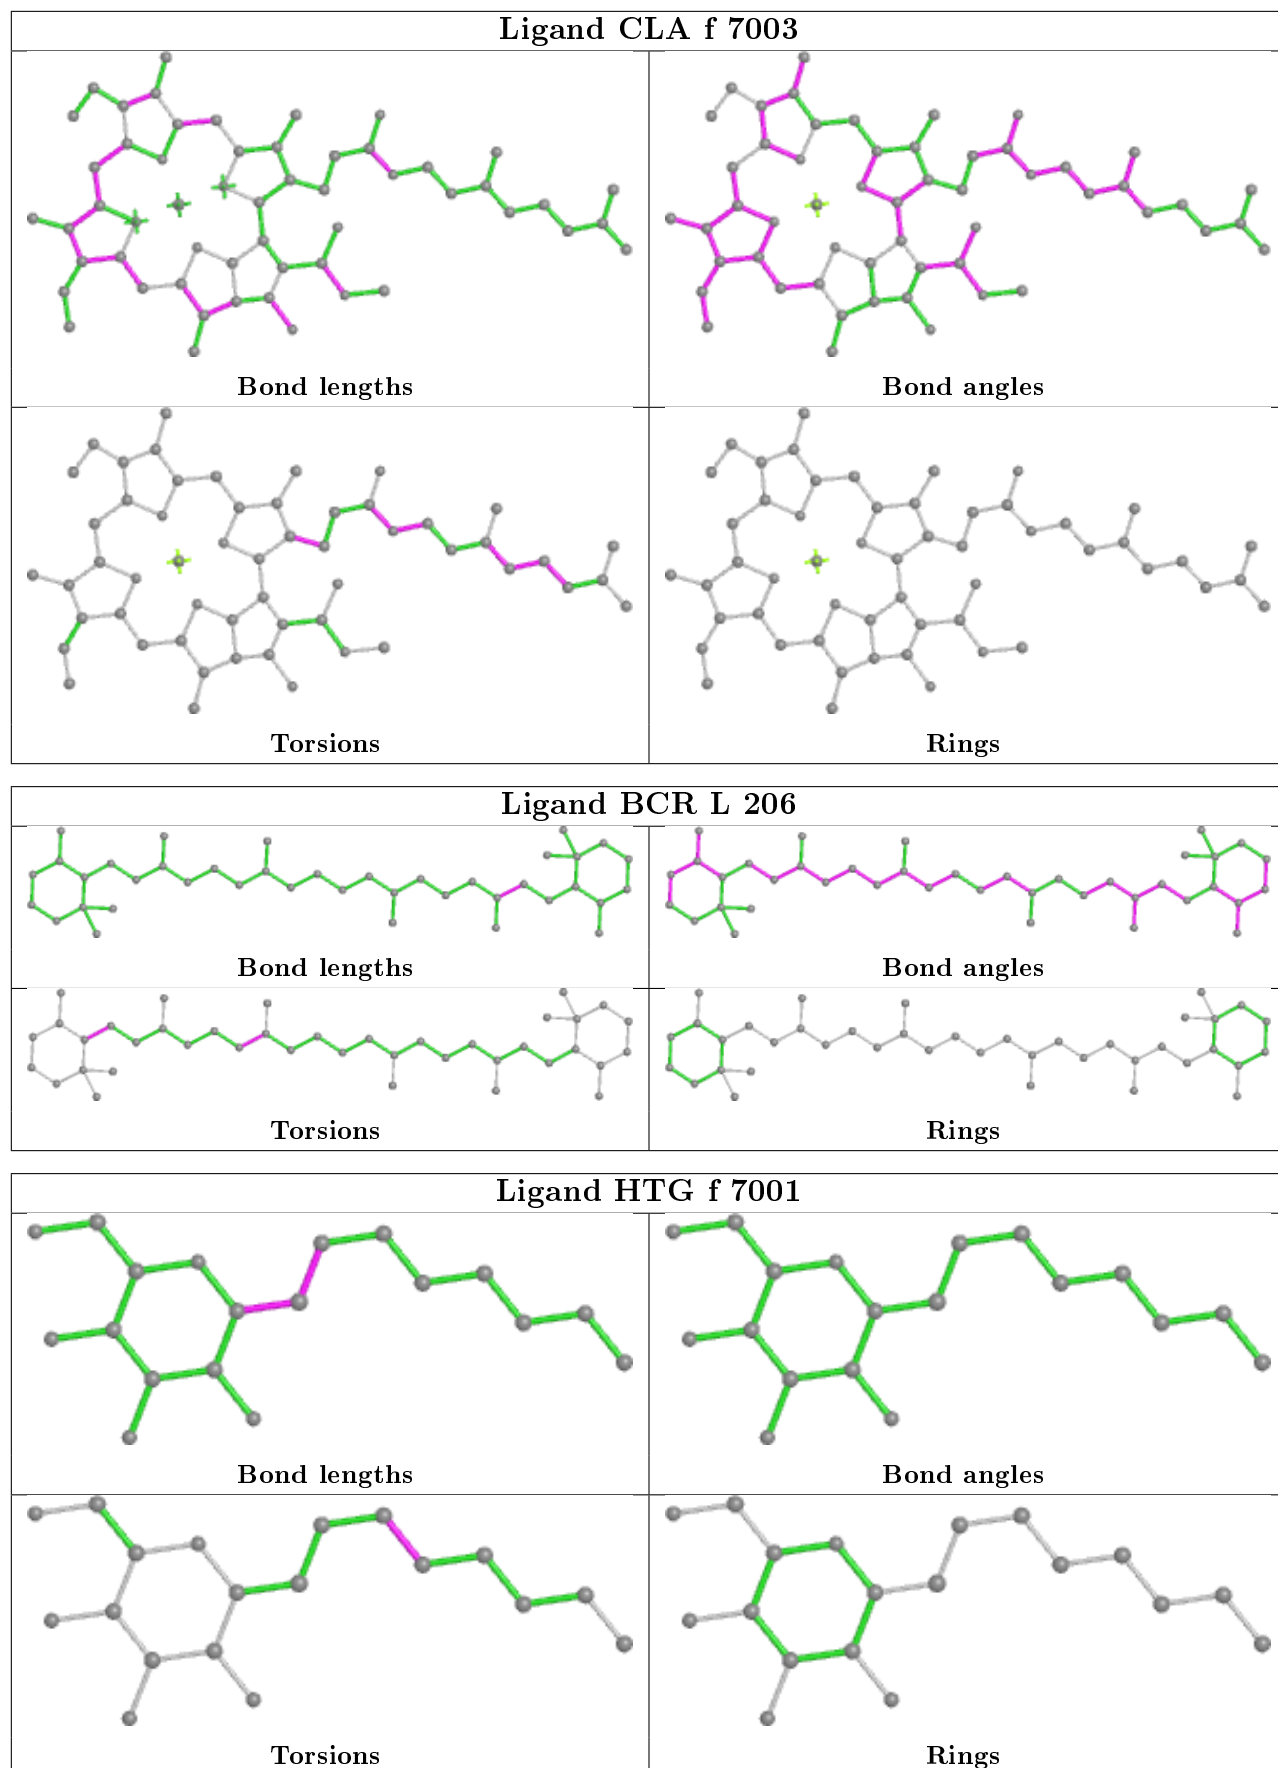 Ligand CLA f 7003
Bond lengths
Bond angles
Torsions
Rings
Ligand BCR L 206
Bond lengths
Bond angles
Torsions
Rings
Ligand HTG f 7001
Bond lengths
Bond angles
Torsions
Rings